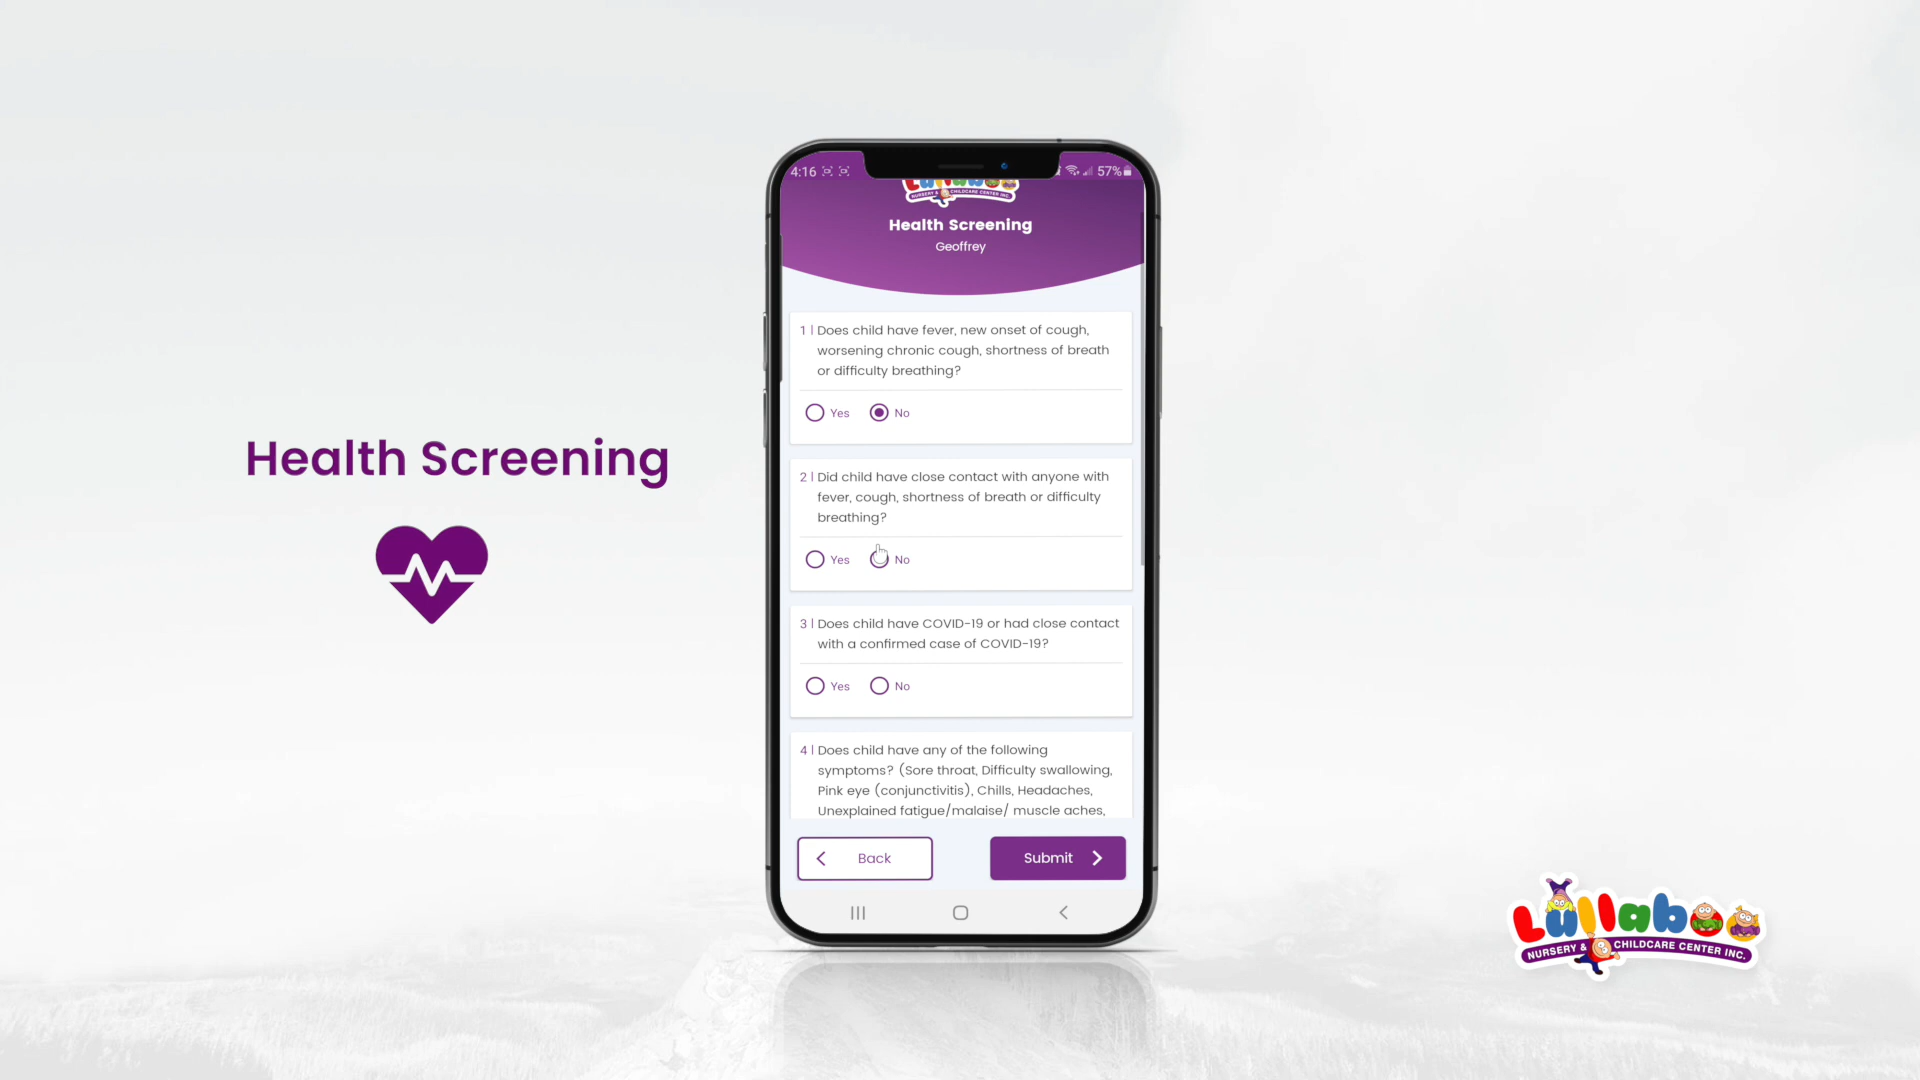 Health Screening
4:16
57%
Lullaboo
NURSERY & CHILDCARE CENTER INC.
Health Screening
Geoffrey
1 | Does child have fever, new onset of cough,
worsening chronic cough, shortness of breath
or difficulty breathing?
Yes No
2 | Did child have close contact with anyone with
fever, cough, shortness of breath or difficulty
breathing?
Yes No
3 | Does child have COVID-19 or had close contact
with a confirmed case of COVID-19?
Yes No
4 | Does child have any of the following
symptoms? (Sore throat, Difficulty swallowing,
Pink eye (conjunctivitis), Chills, Headaches,
Unexplained fatigue/malaise/ muscle aches,
Back
Submit
Lullaboo
NURSERY & CHILDCARE CENTER INC.